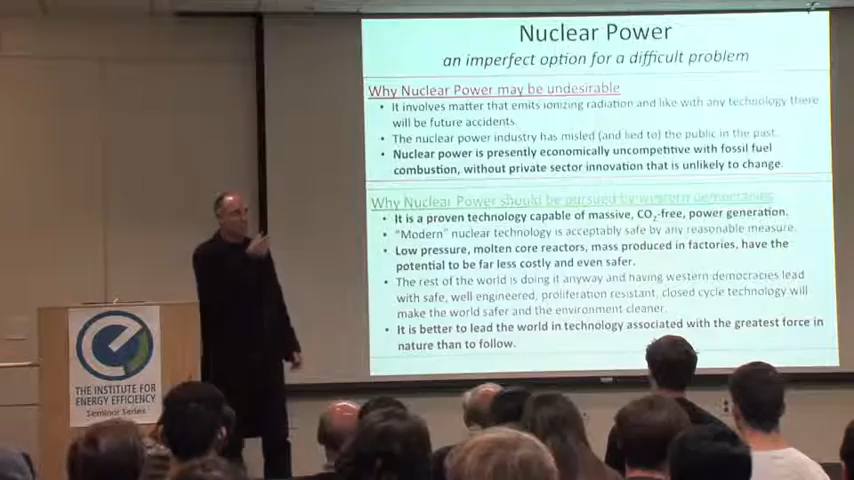 Nuclear Power
an imperfect option for a difficult problem
Why Nuclear Power may be undesirable
• It involves matter that emits ionizing radiation and like with any technology there
will be future accidents.
• The nuclear power industry has misled (and lied to) the public in the past.
• Nuclear power is presently economically uncompetitive with fossil fuel
combustion, without private sector innovation that is unlikely to change.
Why Nuclear Power should be pursued by western democracies
• It is a proven technology capable of massive, CO₂-free, power generation.
• "Modern" nuclear technology is acceptably safe by any reasonable measure.
• Low pressure, molten core reactors, mass produced in factories, have the
potential to be far less costly and even safer.
• The rest of the world is doing it anyway and having western democracies lead
with safe, well engineered, proliferation resistant, closed cycle technology will
make the world safer and the environment cleaner.
• It is better to lead the world in technology associated with the greatest force in
nature than to follow.
THE INSTITUTE FOR
ENERGY EFFICIENCY
Seminar Series